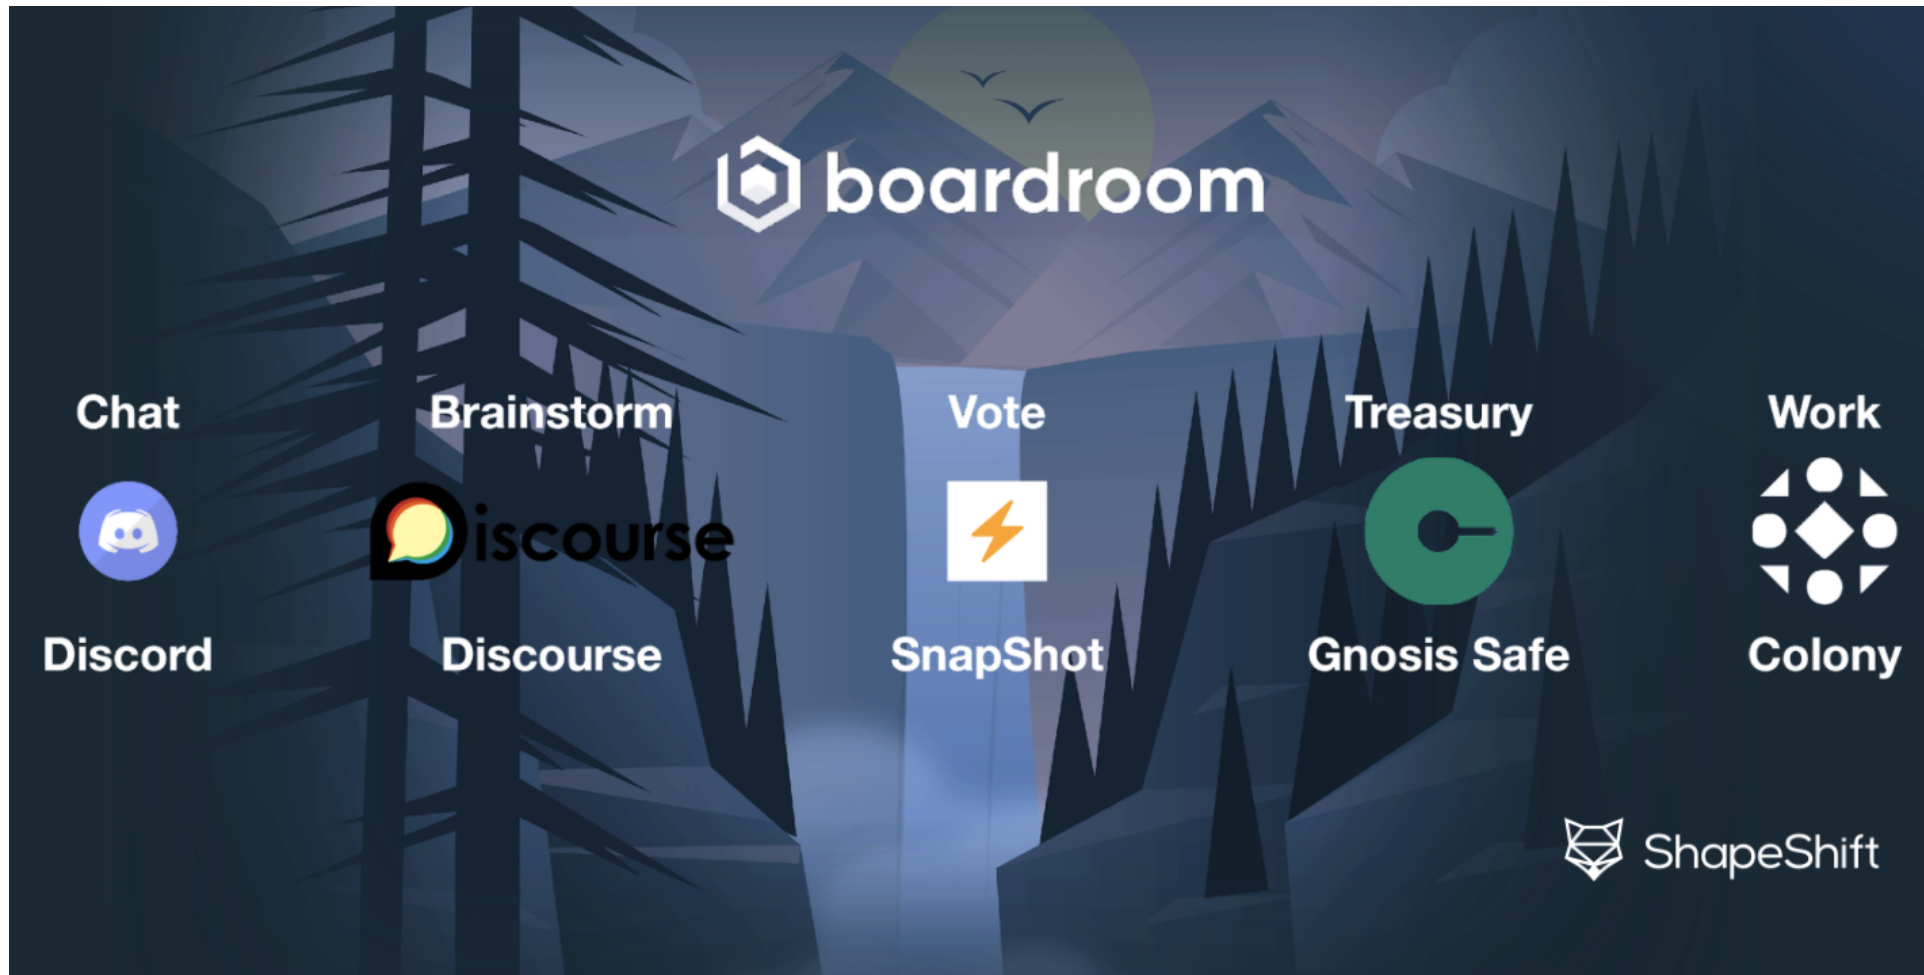 boardroom
Chat Brainstorm Vote Treasury Work
Discourse
Discord Discourse SnapShot Gnosis Safe Colony
ShapeShift